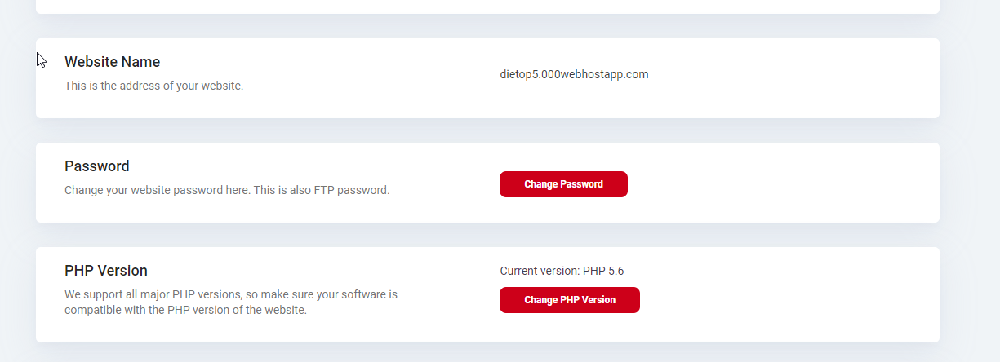 Website Name
This is the address of your website.
dietop5.000webhostapp.com
Password
Change your website password here. This is also FTP password.
Change Password
PHP Version
We support all major PHP versions, so make sure your software is
compatible with the PHP version of the website.
Current version: PHP 5.6
Change PHP Version